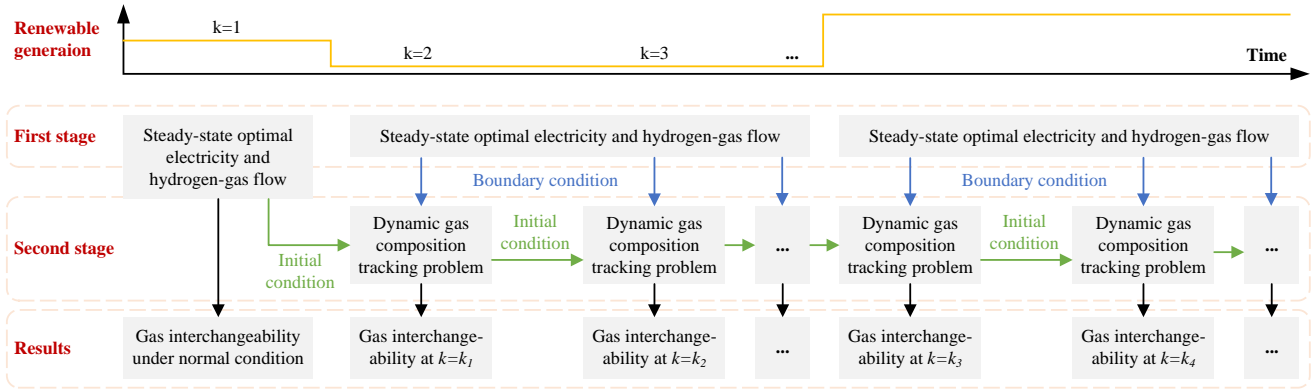 Renewable
generaion
k=1
k=2
k=3
...
Time
First stage
Steady-state optimal
electricity and
hydrogen-gas flow
Steady-state optimal electricity and hydrogen-gas flow
Steady-state optimal electricity and hydrogen-gas flow
Boundary condition
Boundary condition
Second stage
Initial
condition
Dynamic gas
composition
tracking problem
Initial
condition
Dynamic gas
composition
tracking problem
...
Dynamic gas
composition
tracking problem
Initial
condition
Dynamic gas
composition
tracking problem
...
Results
Gas interchangeability
under normal condition
Gas interchange-
ability at k=k1
Gas interchange-
ability at k=k2
...
Gas interchange-
ability at k=k3
Gas interchange-
ability at k=k4
...